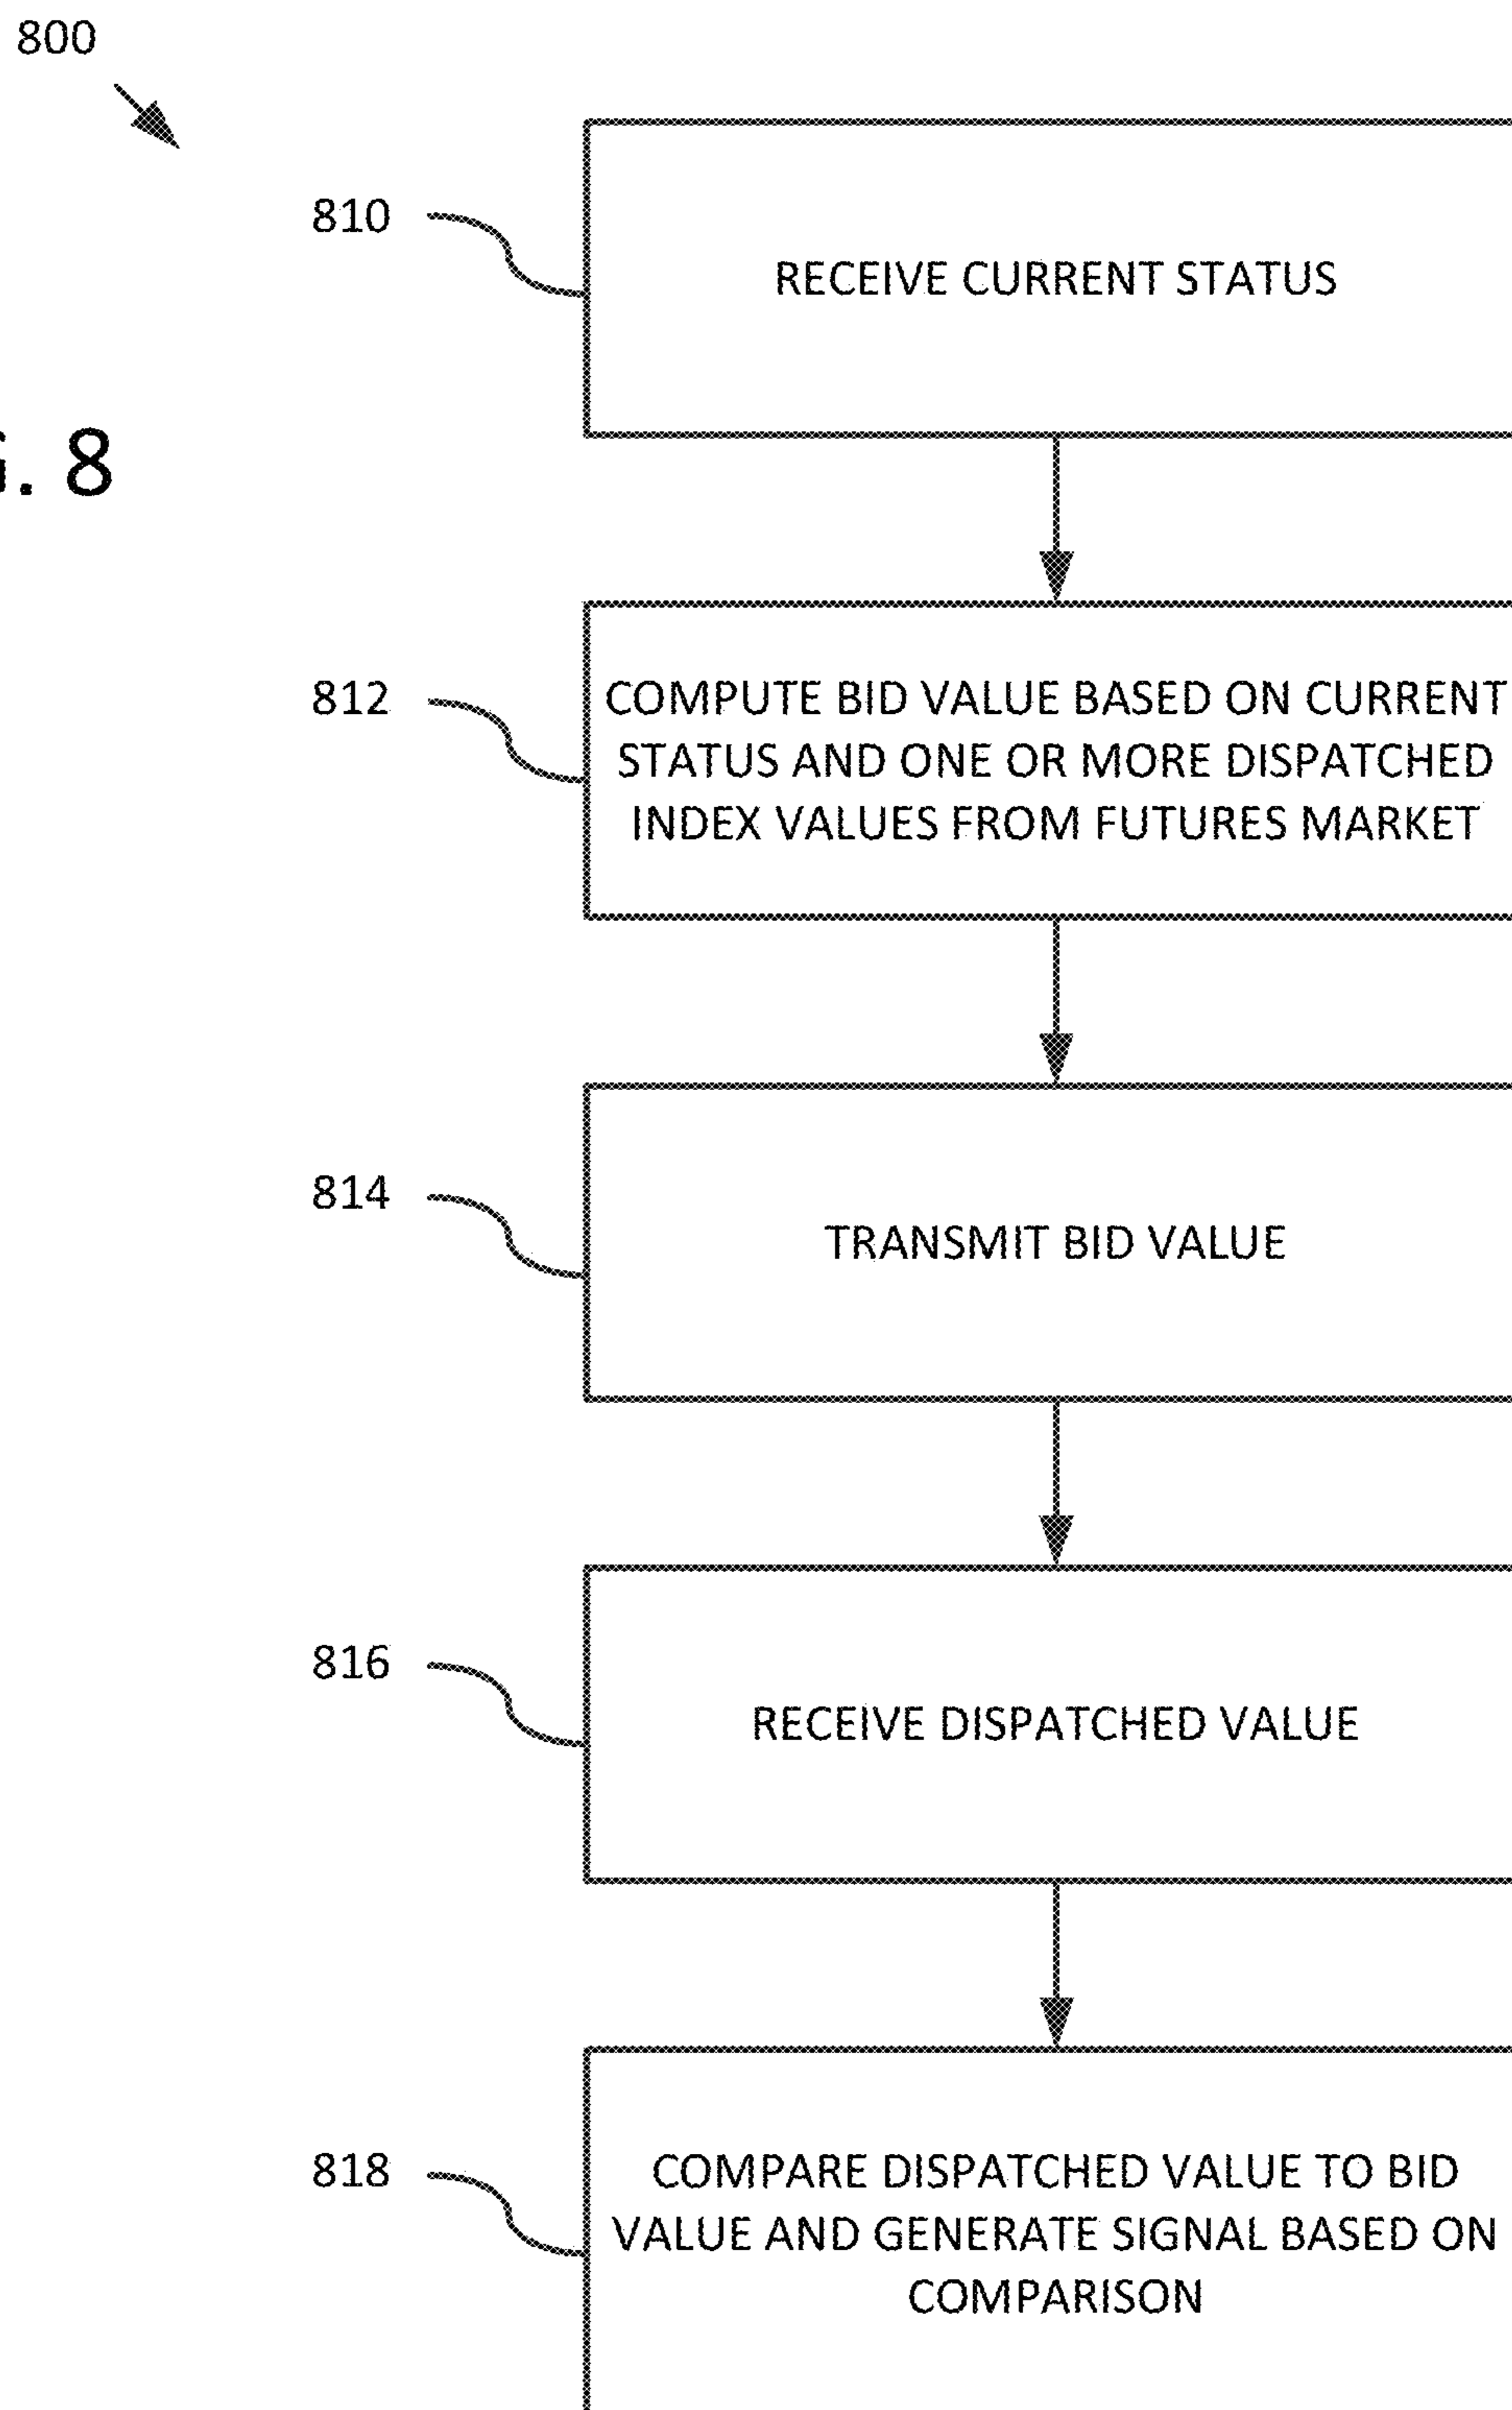 800
810
RECEIVE CURRENT STATUS
. 8
812
COMPUTE BID VALUE BASED ON CURRENT
STATUS AND ONE OR MORE DISPATCHED
INDEX VALUES FROM FUTURES MARKET
814
TRANSMIT BID VALUE
816
RECEIVE DISPATCHED VALUE
818
COMPARE DISPATCHED VALUE TO BID
VALUE AND GENERATE SIGNAL BASED ON
COMPARISON